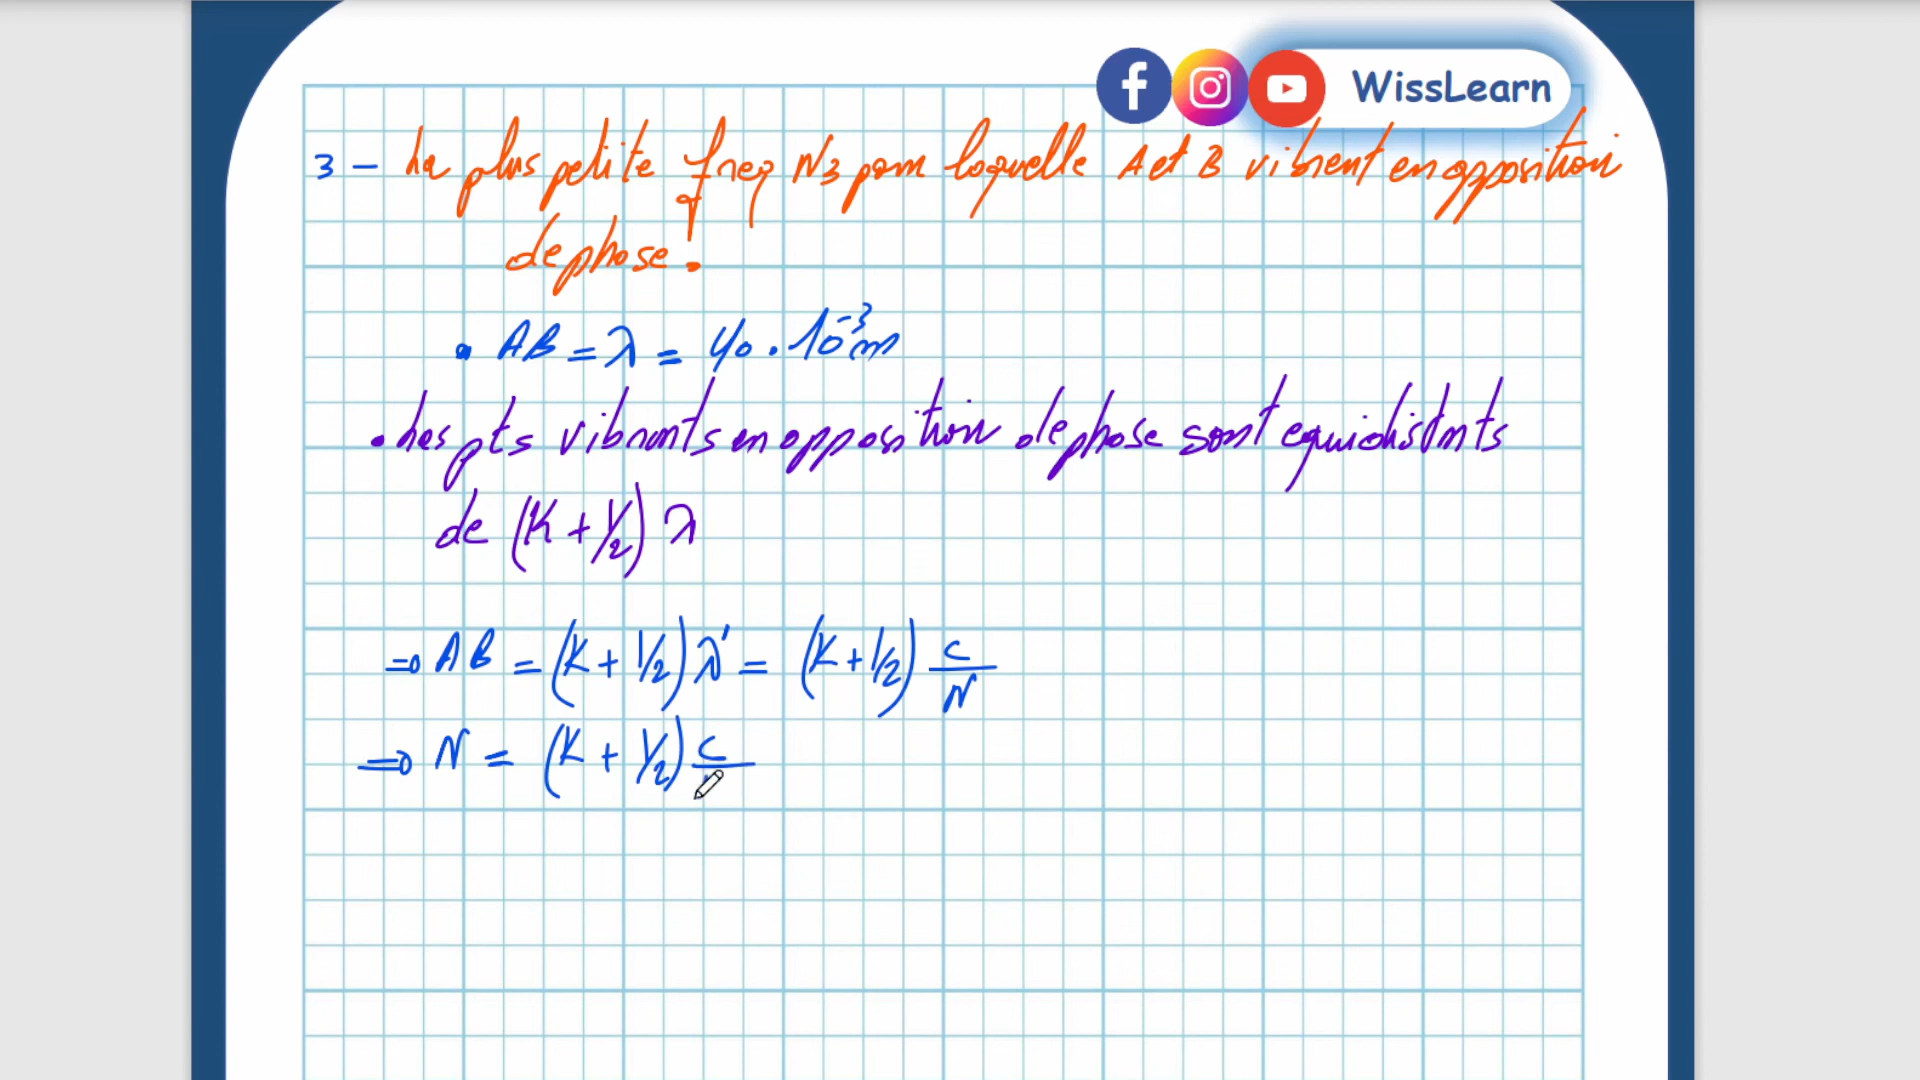 WissLearn
3 - La plus petite freq N3 pour laquelle A et B vibrent en opposition
de phase.
• AB = λ = 40 . 10⁻³ m
• Les pts vibrants en opposition de phase sont equidistants
de (K + 1/2) λ
⇒ AB = (K + 1/2) λ' = (K + 1/2) C/N
⇒ N = (K + 1/2) C